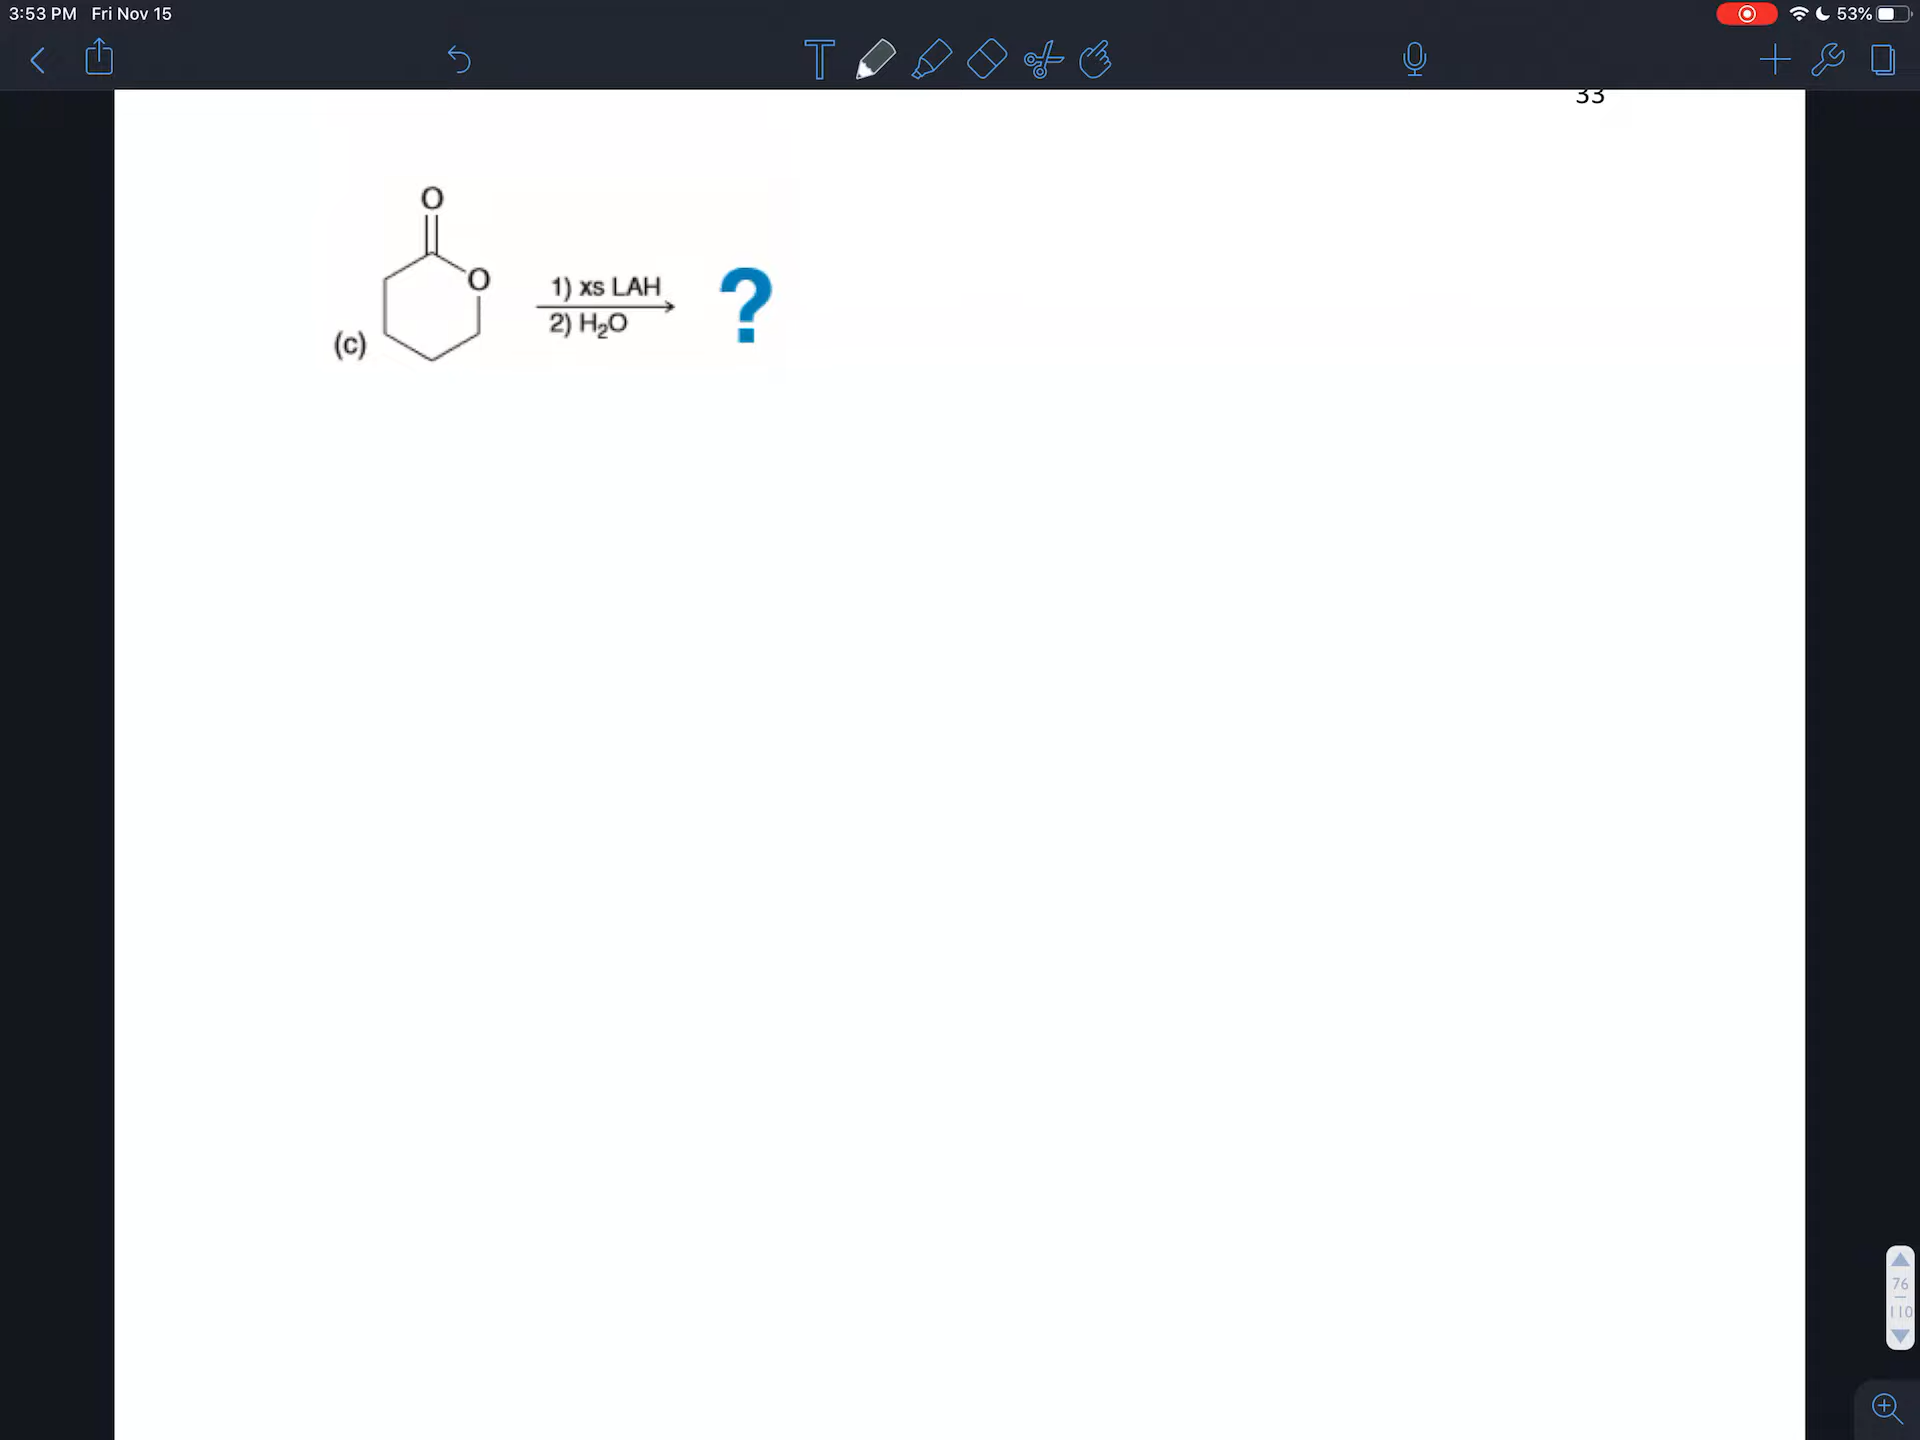 3:53 PM Fri Nov 15
53%
T
33
O
O
1) xs LAH
2) H₂O
?
(c)
76
110